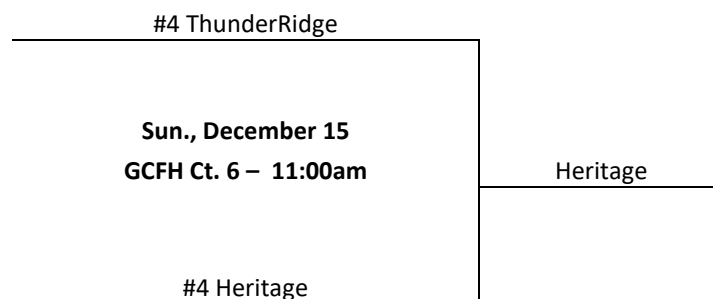 #4 ThunderRidge
Sun., December 15
GCFH Ct. 6 – 11:00am
Heritage
#4 Heritage